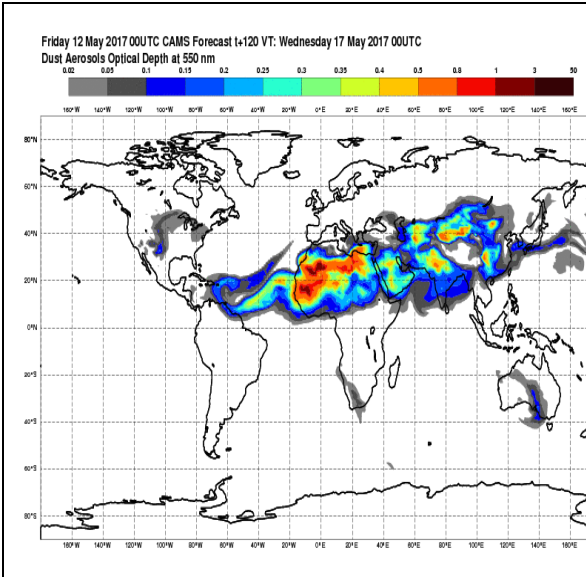 Friday 12 May 2017 00UTC CAMS Forecast t+120 VT: Wednesday 17 May 2017 00UTC
Dust Aerosols Optical Depth at 550 nm
0.02 0.05 0.1 0.15 0.2 0.25 0.3 0.35 0.4 0.5 0.8 1 3 50
160°W 140°W 120°W 100°W 80°W 60°W 40°W 20°W 0°E 20°E 40°E 60°E 80°E 100°E 120°E 140°E 160°E
80°N
60°N
40°N
20°N
0°N
20°S
40°S
60°S
80°S
160°W 140°W 120°W 100°W 80°W 60°W 40°W 20°W 0°E 20°E 40°E 60°E 80°E 100°E 120°E 140°E 160°E